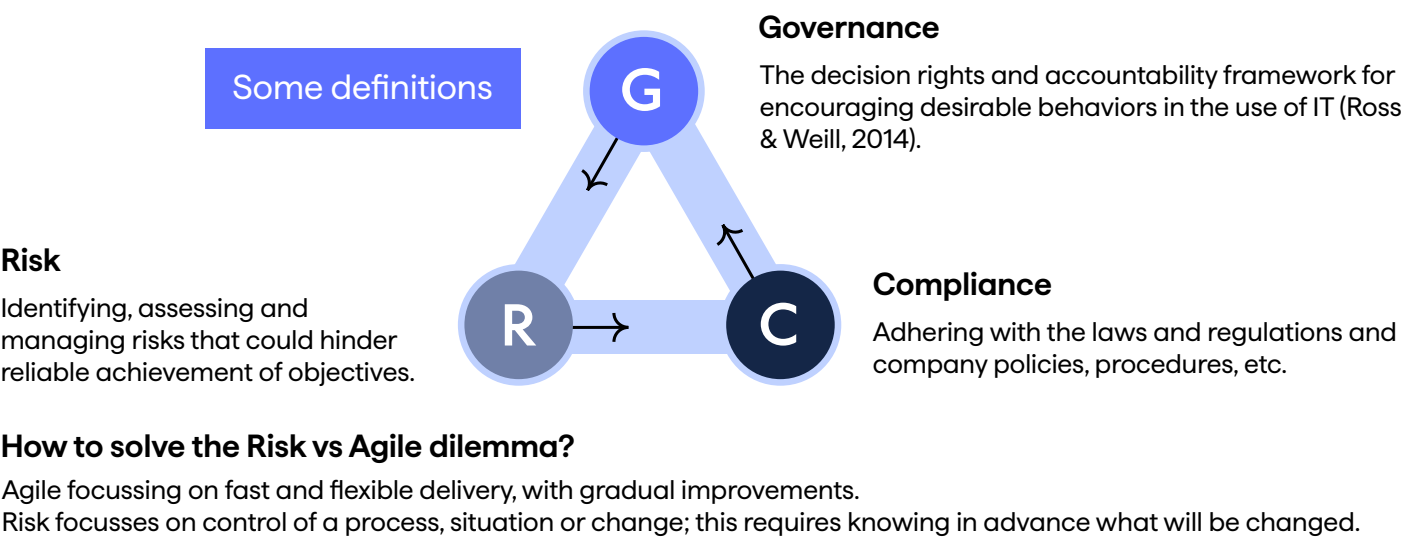 Some definitions
G
Governance
The decision rights and accountability framework for
encouraging desirable behaviors in the use of IT (Ross
& Weill, 2014).
Risk
Identifying, assessing and
managing risks that could hinder
reliable achievement of objectives.
R
C
Compliance
Adhering with the laws and regulations and
company policies, procedures, etc.
How to solve the Risk vs Agile dilemma?
Agile focussing on fast and flexible delivery, with gradual improvements.
Risk focusses on control of a process, situation or change; this requires knowing in advance what will be changed.